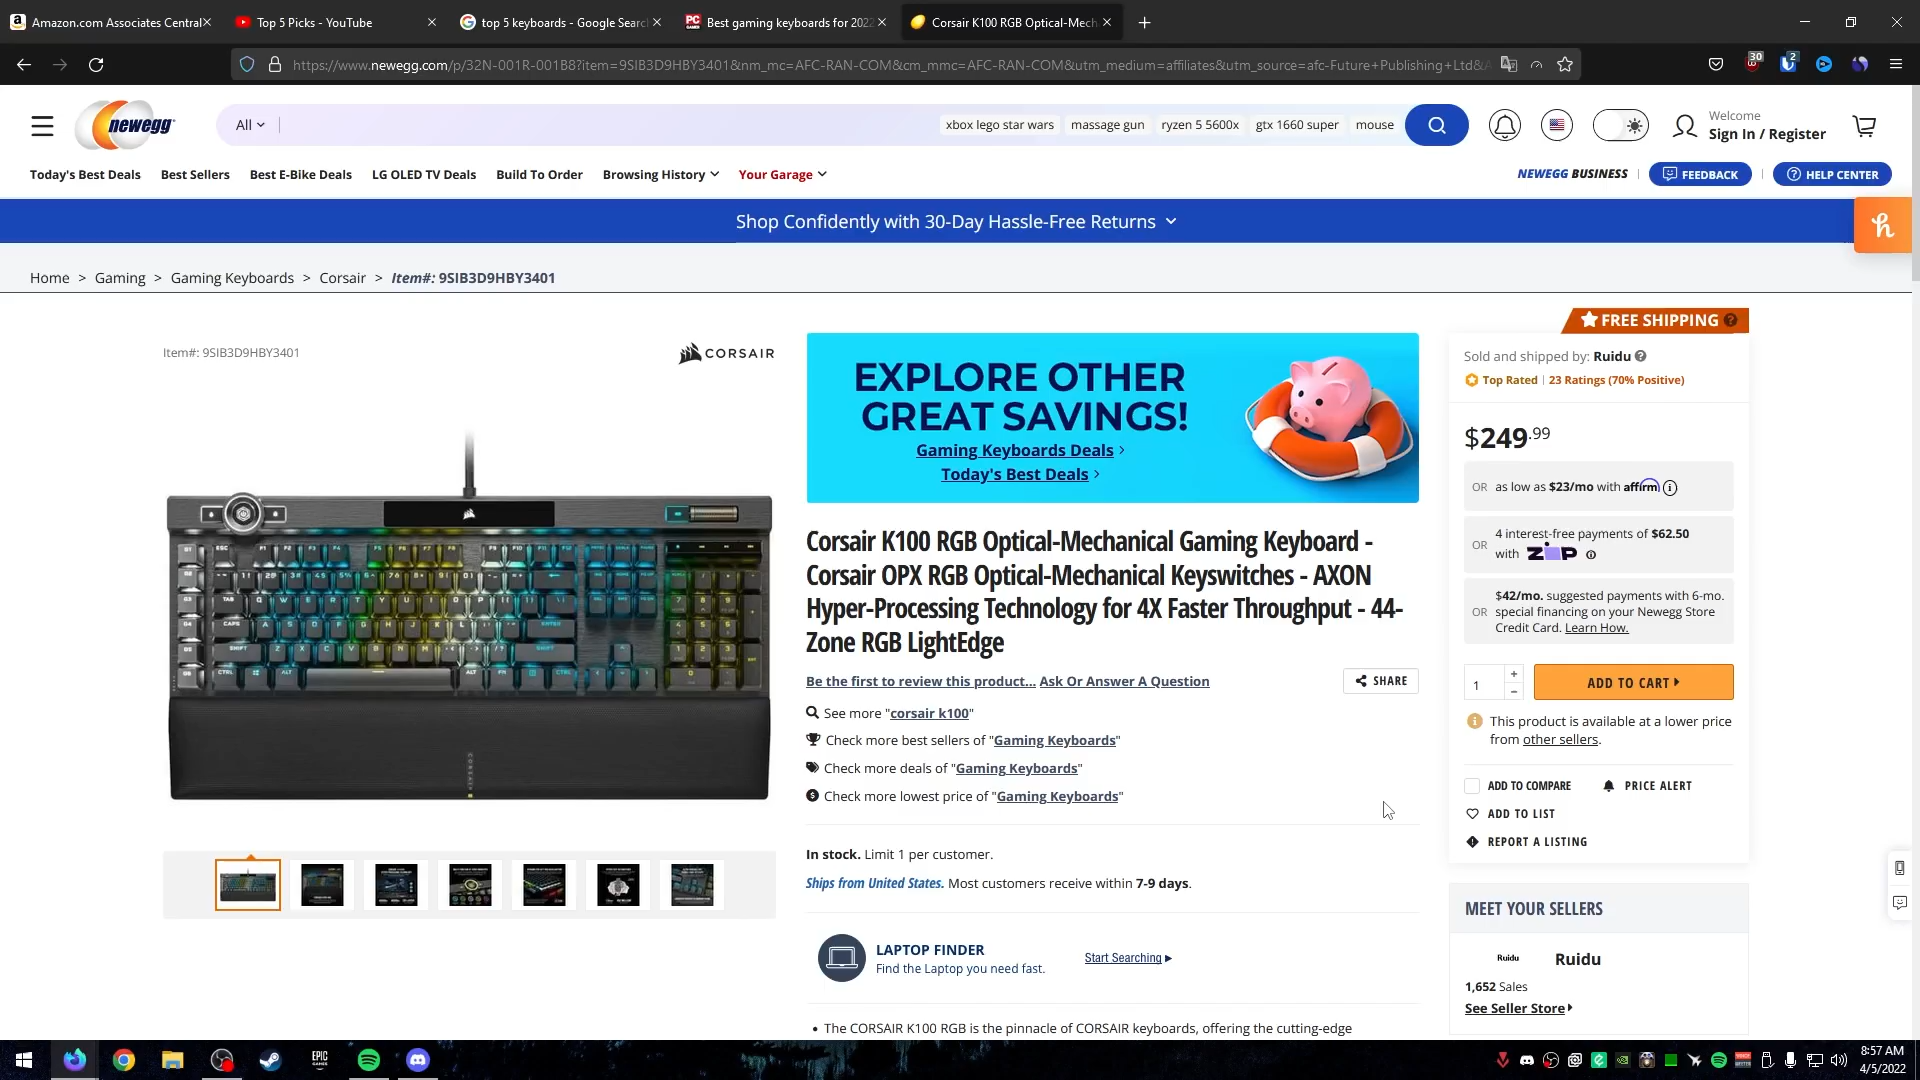 Amazon.com Associates Central
Top 5 Picks - YouTube
top 5 keyboards - Google Searc
Best gaming keyboards for 2022
Corsair K100 RGB Optical-Mech
https://www.newegg.com/p/32N-001R-001B8?item=9SIB3D9HBY3401&nm_mc=AFC-RAN-COM&cm_mmc=AFC-RAN-COM&utm_medium=affiliates&utm_source=afc-Future+Publishing+Ltd&A
30
2
newegg
All
xbox lego star wars
massage gun
ryzen 5 5600x
gtx 1660 super
mouse
Welcome
Sign In / Register
Today's Best Deals
Best Sellers
Best E-Bike Deals
LG OLED TV Deals
Build To Order
Browsing History
Your Garage
NEWEGG BUSINESS
FEEDBACK
HELP CENTER
Shop Confidently with 30-Day Hassle-Free Returns
Home > Gaming > Gaming Keyboards > Corsair > Item#: 9SIB3D9HBY3401
Item#: 9SIB3D9HBY3401
CORSAIR
EXPLORE OTHER
GREAT SAVINGS!
Gaming Keyboards Deals
Today's Best Deals
Corsair K100 RGB Optical-Mechanical Gaming Keyboard -
Corsair OPX RGB Optical-Mechanical Keyswitches - AXON
Hyper-Processing Technology for 4X Faster Throughput - 44-
Zone RGB LightEdge
Be the first to review this product... Ask Or Answer A Question
SHARE
See more "corsair k100"
Check more best sellers of "Gaming Keyboards"
Check more deals of "Gaming Keyboards"
Check more lowest price of "Gaming Keyboards"
In stock. Limit 1 per customer.
Ships from United States. Most customers receive within 7-9 days.
LAPTOP FINDER
Find the Laptop you need fast.
Start Searching
• The CORSAIR K100 RGB is the pinnacle of CORSAIR keyboards, offering the cutting-edge
FREE SHIPPING
Sold and shipped by: Ruidu
Top Rated | 23 Ratings (70% Positive)
$249.99
OR as low as $23/mo with affirm
4 interest-free payments of $62.50
OR
with ZIP
$42/mo. suggested payments with 6-mo.
OR special financing on your Newegg Store
Credit Card. Learn How.
1
ADD TO CART
This product is available at a lower price
from other sellers.
ADD TO COMPARE
PRICE ALERT
ADD TO LIST
REPORT A LISTING
MEET YOUR SELLERS
Ruidu
Ruidu
1,652 Sales
See Seller Store
EPIC
GAMES
8:57 AM
4/5/2022